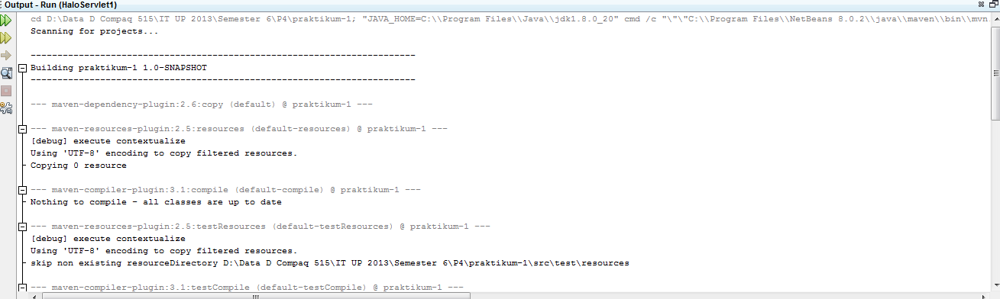 Output - Run (HaloServlet1)
cd D:\Data D Compaq 515\IT UP 2013\Semester 6\P4\praktikum-1; "JAVA_HOME=C:\\Program Files\\Java\\jdk1.8.0_20" cmd /c "\"\"C:\\Program Files\\NetBeans 8.0.2\\java\\maven\\bin\\mvn
Scanning for projects...
------------------------------------------------------------------------
Building praktikum-1 1.0-SNAPSHOT
------------------------------------------------------------------------
--- maven-dependency-plugin:2.6:copy (default) @ praktikum-1 ---
--- maven-resources-plugin:2.5:resources (default-resources) @ praktikum-1 ---
[debug] execute contextualize
Using 'UTF-8' encoding to copy filtered resources.
Copying 0 resource
--- maven-compiler-plugin:3.1:compile (default-compile) @ praktikum-1 ---
Nothing to compile - all classes are up to date
--- maven-resources-plugin:2.5:testResources (default-testResources) @ praktikum-1 ---
[debug] execute contextualize
Using 'UTF-8' encoding to copy filtered resources.
skip non existing resourceDirectory D:\Data D Compaq 515\IT UP 2013\Semester 6\P4\praktikum-1\src\test\resources
--- maven-compiler-plugin:3.1:testCompile (default-testCompile) @ praktikum-1 ---